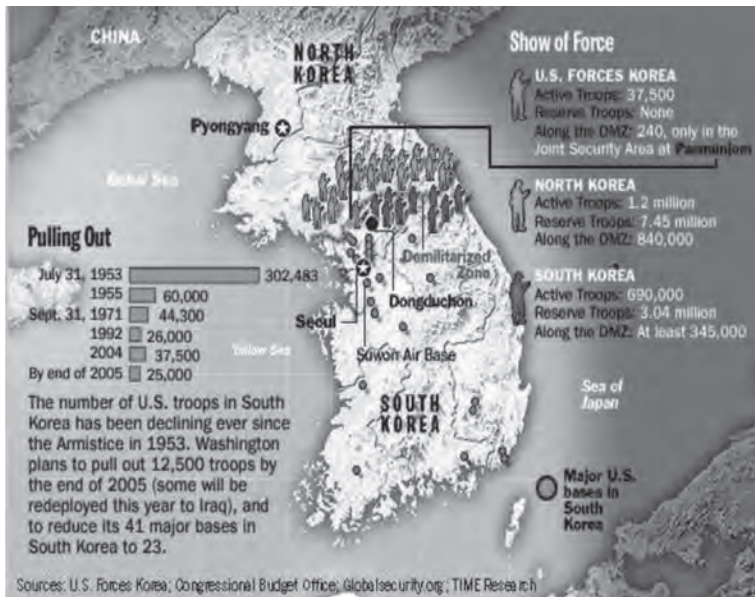 CHINA
NORTH
KOREA
Pyongyang
Show of Force
U.S. FORCES KOREA
Active Troops: 37,500
Reserve Troops: None
Along the DMZ: 240, only in the
Joint Security Area at Panmunjom
NORTH KOREA
Active Troops: 1.2 million
Reserve Troops: 7.45 million
Along the DMZ: 840,000
SOUTH KOREA
Active Troops: 690,000
Reserve Troops: 3.04 million
Along the DMZ: At least 345,000
Sea
Demilitarized
Zone
Dongduchon
Seoul
Suwon Air Base
Yellow Sea
SOUTH
KOREA
Sea of
Japan
Major U.S.
bases in
South
Korea
Pulling Out
July 31, 1953 302,483
1955 60,000
Sept. 31, 1971 44,300
1992 26,000
2004 37,500
By end of 2005 25,000
The number of U.S. troops in South
Korea has been declining ever since
the Armistice in 1953. Washington
plans to pull out 12,500 troops by
the end of 2005 (some will be
redeployed this year to Iraq), and
to reduce its 41 major bases in
South Korea to 23.
Sources: U.S. Forces Korea; Congressional Budget Office; Globalsecurity.org; TIME Research